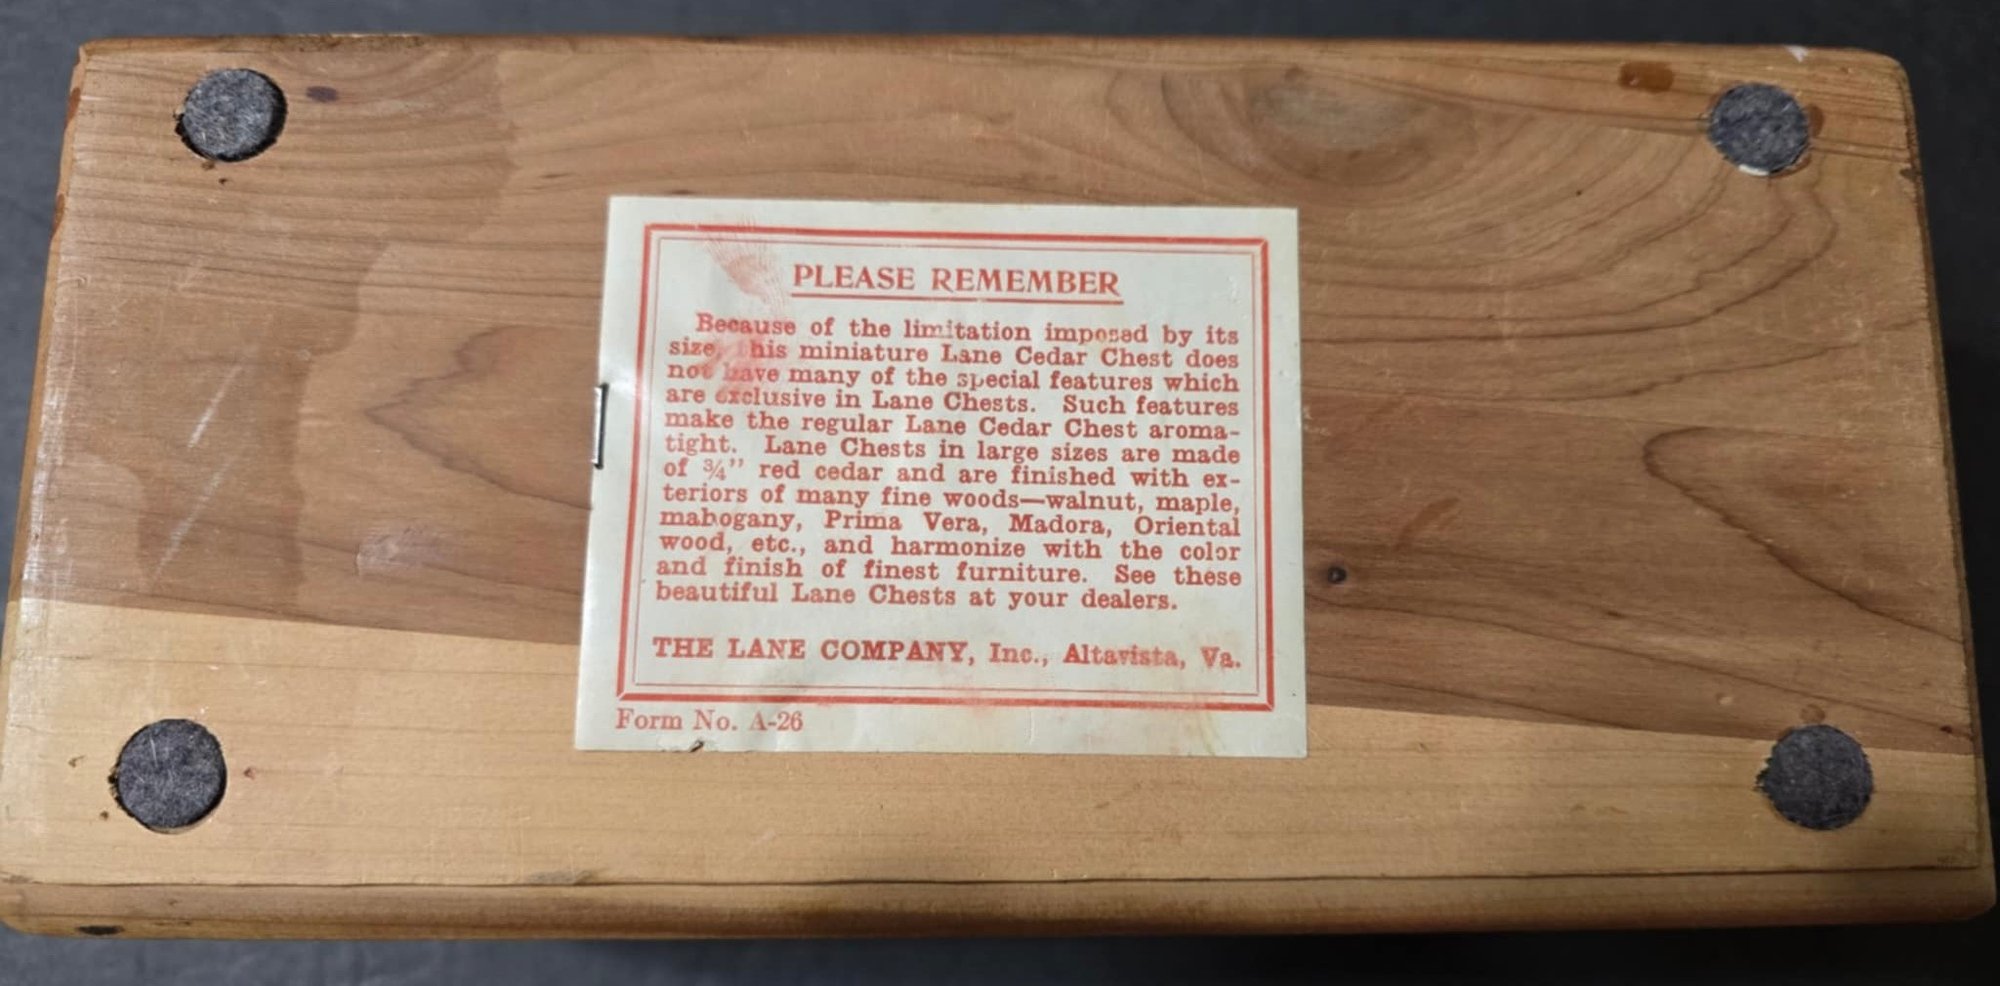 PLEASE REMEMBER
Because of the limitation imposed by its
size, this miniature Lane Cedar Chest does
not have many of the special features which
are exclusive in Lane Chests. Such features
make the regular Lane Cedar Chest aroma-
tight. Lane Chests in large sizes are made
of ¾” red cedar and are finished with ex-
teriors of many fine woods—walnut, maple,
mahogany, Prima Vera, Madora, Oriental
wood, etc., and harmonize with the color
and finish of finest furniture. See these
beautiful Lane Chests at your dealers.
THE LANE COMPANY, Inc., Altavista, Va.
Form No. A-26